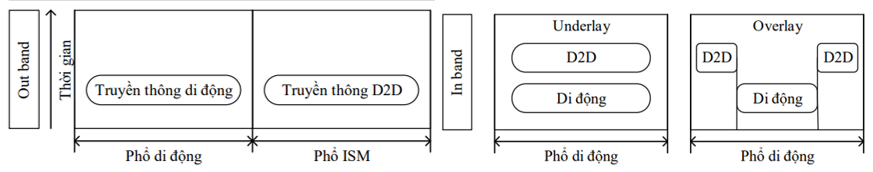 Out band
Thời gian
Truyền thông di động
Truyền thông D2D
Phổ di động
Phổ ISM
In band
Underlay
D2D
Di động
Phổ di động
Overlay
D2D
D2D
Di động
Phổ di động